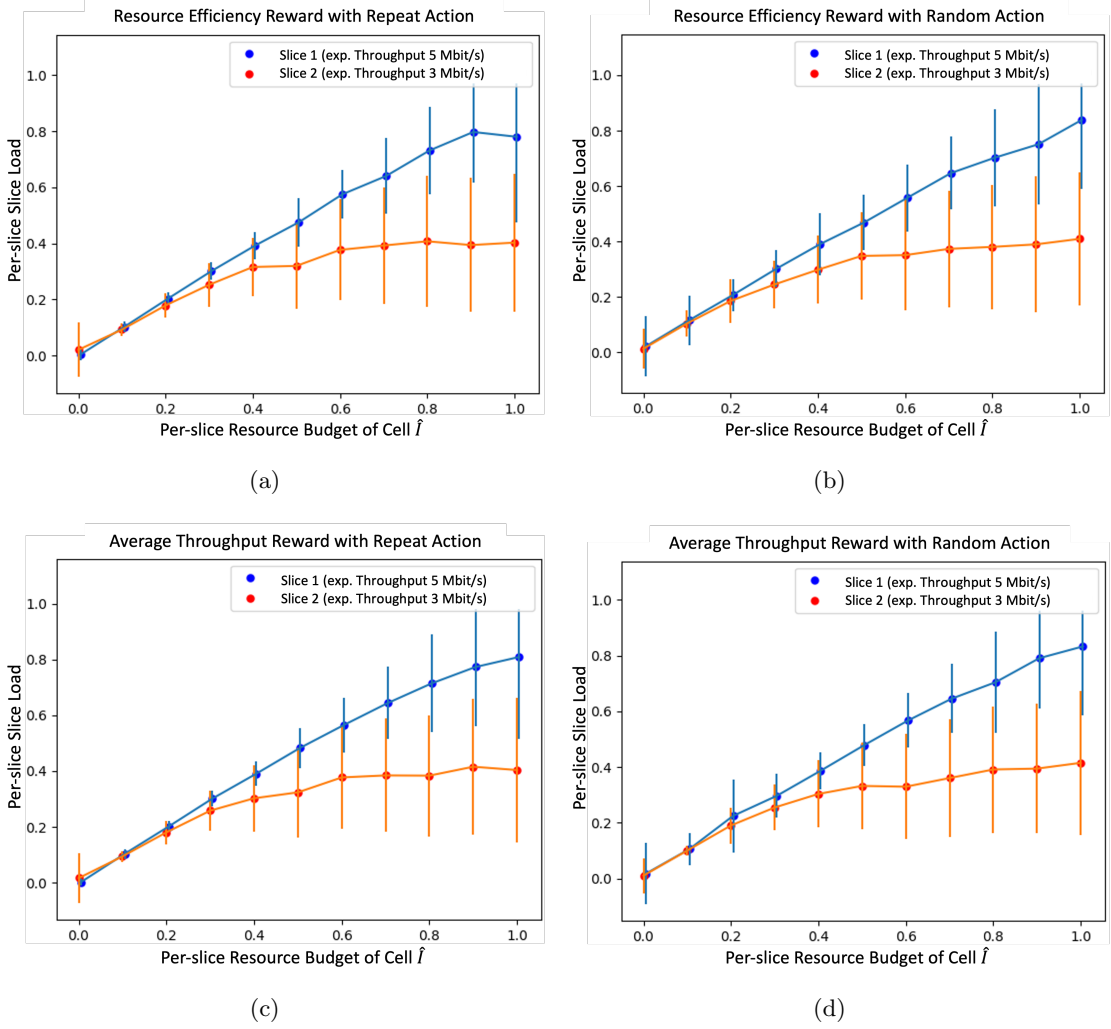 Resource Efficiency Reward with Repeat Action
Slice 1 (exp. Throughput 5 Mbit/s)
Slice 2 (exp. Throughput 3 Mbit/s)
Per-slice Slice Load
1.0
0.8
0.6
0.4
0.2
0.0
0.0 0.2 0.4 0.6 0.8 1.0
Per-slice Resource Budget of Cell Î
(a)
Resource Efficiency Reward with Random Action
Slice 1 (exp. Throughput 5 Mbit/s)
Slice 2 (exp. Throughput 3 Mbit/s)
Per-slice Slice Load
1.0
0.8
0.6
0.4
0.2
0.0
0.0 0.2 0.4 0.6 0.8 1.0
Per-slice Resource Budget of Cell Î
(b)
Average Throughput Reward with Repeat Action
Slice 1 (exp. Throughput 5 Mbit/s)
Slice 2 (exp. Throughput 3 Mbit/s)
Per-slice Slice Load
1.0
0.8
0.6
0.4
0.2
0.0
0.0 0.2 0.4 0.6 0.8 1.0
Per-slice Resource Budget of Cell Î
(c)
Average Throughput Reward with Random Action
Slice 1 (exp. Throughput 5 Mbit/s)
Slice 2 (exp. Throughput 3 Mbit/s)
Per-slice Slice Load
1.0
0.8
0.6
0.4
0.2
0.0
0.0 0.2 0.4 0.6 0.8 1.0
Per-slice Resource Budget of Cell Î
(d)